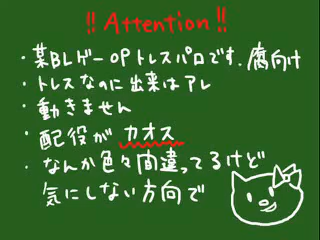 !! Attention !!
・某BLゲーOPトレスパロです。腐向け
・トレスなのに出来はアレ
・動きません
・配役がカオス
・なんか色々間違ってるけど
気にしない方向で